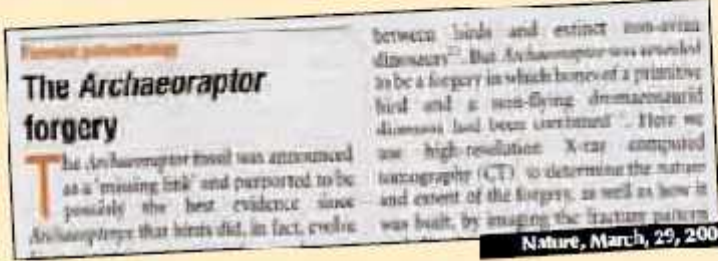 The Archaeoraptor
forgery
The Archaeoraptor fossil was announced
as a 'missing link' and purported to be
possibly the best evidence since
Archaeopteryx that birds did, in fact, evolve
between birds and extinct non-avian
dinosaurs. But Archaeoraptor was revealed
to be a forgery in which bones of a primitive
bird and a non-flying dromaeosaurid
dinosaur had been combined. Here we
use high-resolution X-ray computed
tomography (CT) to determine the nature
and extent of the forgery, as well as how it
was built, by imaging the fracture pattern
Nature, March, 29, 200